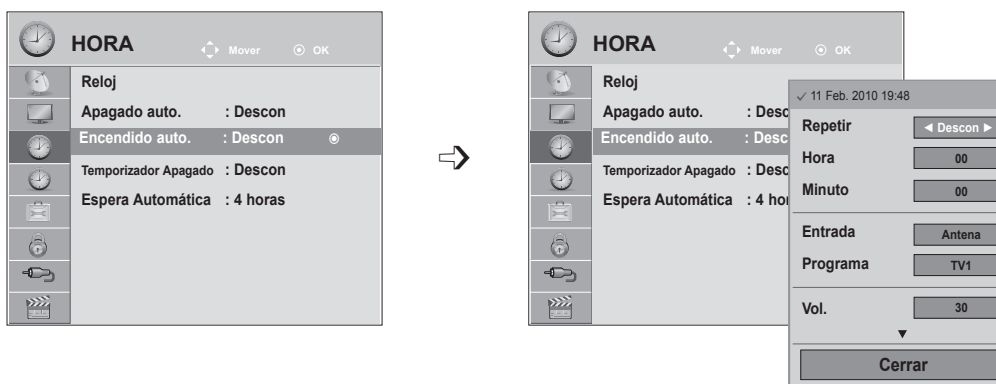 HORA
Mover
OK
Reloj
Apagado auto. : Descon
Encendido auto. : Descon
Temporizador Apagado : Descon
Espera Automática : 4 horas
HORA
Mover
OK
Reloj
Apagado auto. : Desc
Encendido auto. : Desc
Temporizador Apagado : Desc
Espera Automática : 4 ho
✓ 11 Feb. 2010 19:48
Repetir ◄ Descon ►
Hora 00
Minuto 00
Entrada Antena
Programa TV1
Vol. 30
▼
Cerrar